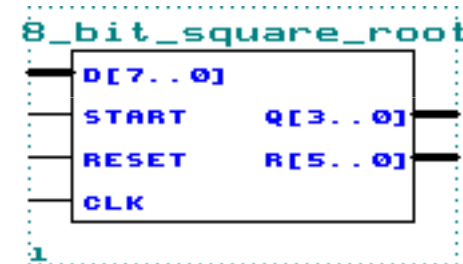 8_bit_square_root
D[7..0]
START Q[3..0]
RESET R[5..0]
CLK
1